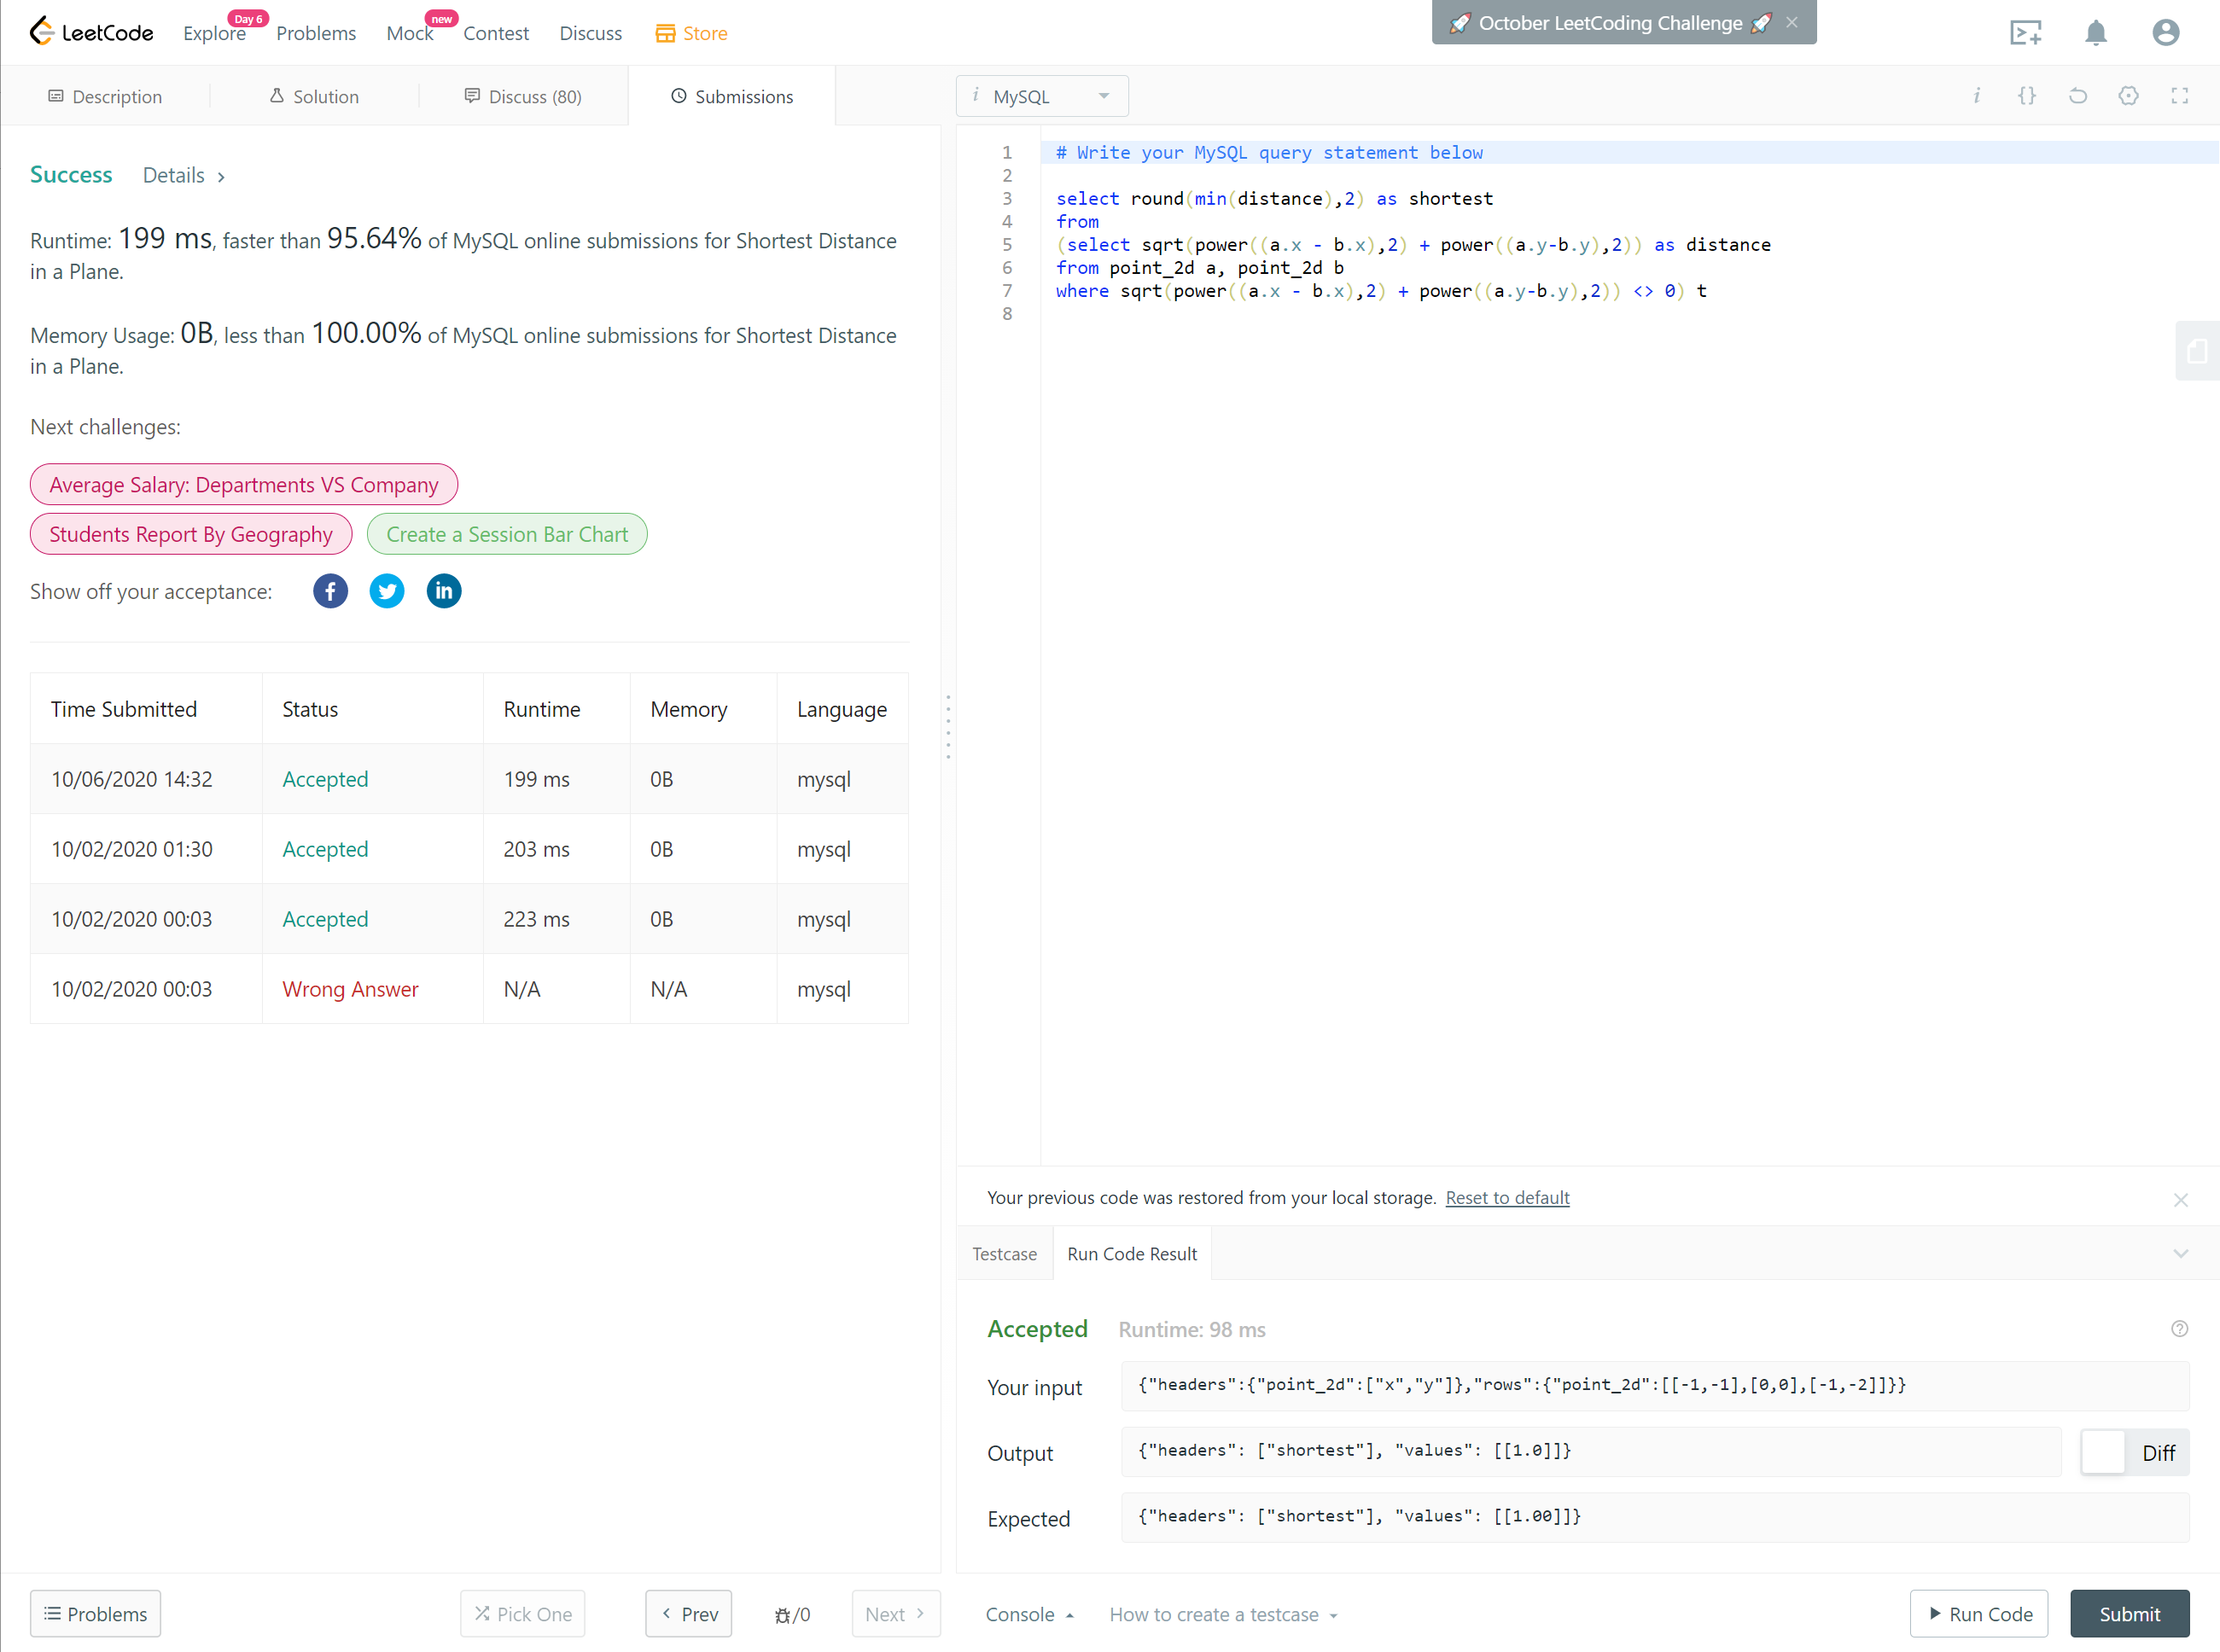 LeetCode
Explore
Day 6
Problems
Mock
new
Contest
Discuss
Store
🚀 October LeetCoding Challenge 🚀
Description
Solution
Discuss (80)
Submissions
i MySQL
Success
Details
Runtime: 199 ms, faster than 95.64% of MySQL online submissions for Shortest Distance
in a Plane.
Memory Usage: 0B, less than 100.00% of MySQL online submissions for Shortest Distance
in a Plane.
Next challenges:
Average Salary: Departments VS Company
Students Report By Geography
Create a Session Bar Chart
Show off your acceptance:
Time Submitted Status Runtime Memory Language
10/06/2020 14:32 Accepted 199 ms 0B mysql
10/02/2020 01:30 Accepted 203 ms 0B mysql
10/02/2020 00:03 Accepted 223 ms 0B mysql
10/02/2020 00:03 Wrong Answer N/A N/A mysql
1 # Write your MySQL query statement below
2
3 select round(min(distance),2) as shortest
4 from
5 (select sqrt(power((a.x - b.x),2) + power((a.y-b.y),2)) as distance
6 from point_2d a, point_2d b
7 where sqrt(power((a.x - b.x),2) + power((a.y-b.y),2)) <> 0) t
8
Your previous code was restored from your local storage. Reset to default
Testcase
Run Code Result
Accepted Runtime: 98 ms
Your input {"headers":{"point_2d":["x","y"]},"rows":{"point_2d":[[-1,-1],[0,0],[-1,-2]]}}
Output {"headers": ["shortest"], "values": [[1.0]]}
Diff
Expected {"headers": ["shortest"], "values": [[1.00]]}
Problems
Pick One
Prev
/0
Next
Console
How to create a testcase
Run Code
Submit